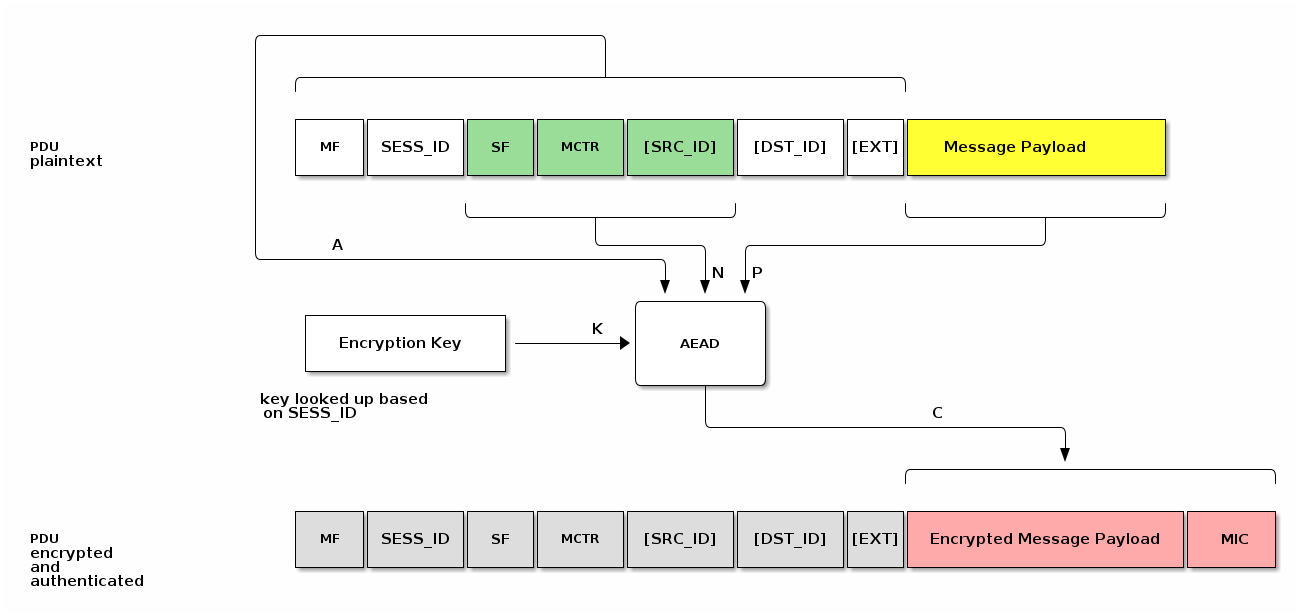 PDU
plaintext
MF SESS_ID SF MCTR [SRC_ID] [DST_ID] [EXT] Message Payload
A
N P
K
Encryption Key
AEAD
key looked up based
on SESS_ID
C
PDU
encrypted
and
authenticated
MF SESS_ID SF MCTR [SRC_ID] [DST_ID] [EXT] Encrypted Message Payload MIC